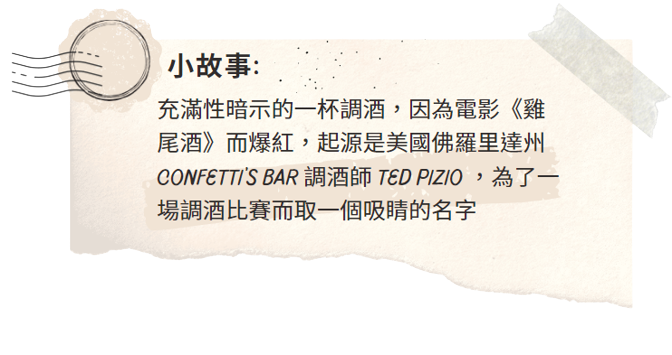 小故事:
充滿性暗示的一杯調酒，因為電影《雞
尾酒》而爆紅，起源是美國佛羅里達州
CONFETTI'S BAR 調酒師 TED PIZIO ，為了一
場調酒比賽而取一個吸睛的名字